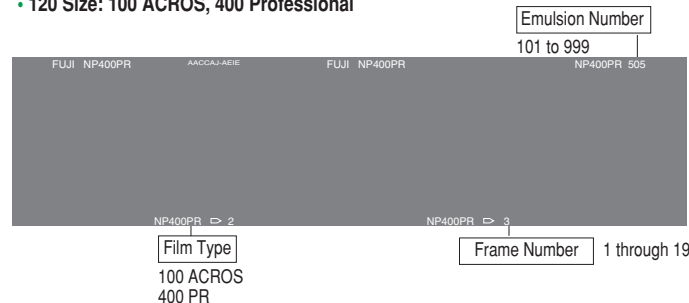 • 120 Size: 100 ACROS, 400 Professional
Emulsion Number
101 to 999
FUJI NP400PR AACCAJ-AEIE FUJI NP400PR NP400PR 505
NP400PR ⇨ 2 NP400PR ⇨ 3
Film Type Frame Number 1 through 19
100 ACROS
400 PR